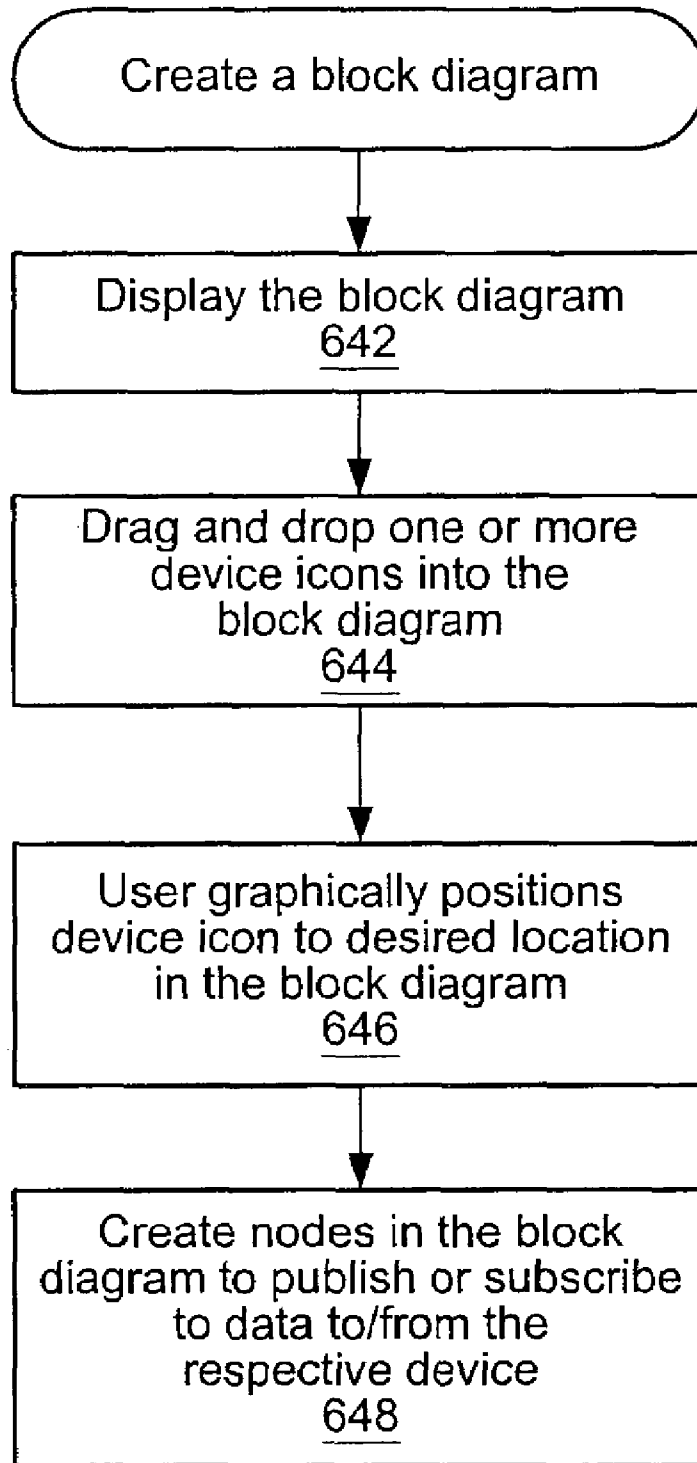 Create a block diagram
Display the block diagram
642
Drag and drop one or more
device icons into the
block diagram
644
User graphically positions
device icon to desired location
in the block diagram
646
Create nodes in the block
diagram to publish or subscribe
to data to/from the
respective device
648